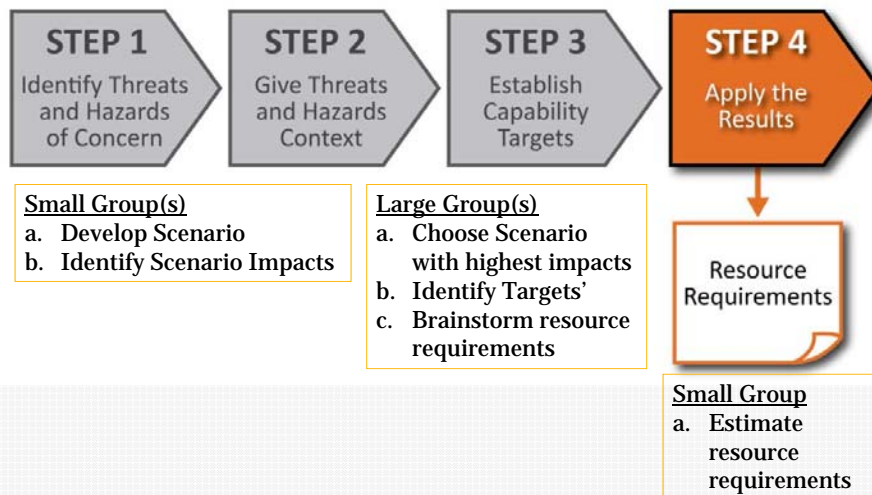 STEP 1
Identify Threats
and Hazards
of Concern
STEP 2
Give Threats
and Hazards
Context
STEP 3
Establish
Capability
Targets
STEP 4
Apply the
Results
Small Group(s)
a. Develop Scenario
b. Identify Scenario Impacts
Large Group(s)
a. Choose Scenario
with highest impacts
b. Identify Targets’
c. Brainstorm resource
requirements
Resource
Requirements
Small Group
a. Estimate
resource
requirements